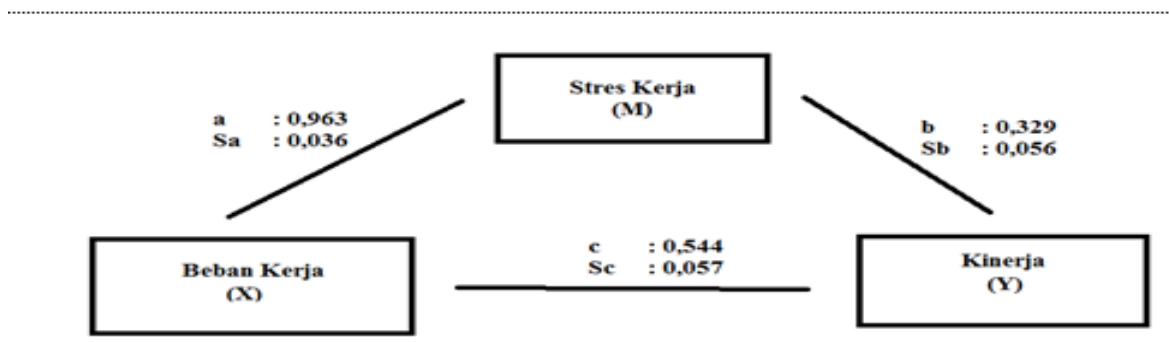 Stres Kerja
(M)
a : 0,963
Sa : 0,036
b : 0,329
Sb : 0,056
Beban Kerja
(X)
c : 0,544
Sc : 0,057
Kinerja
(Y)